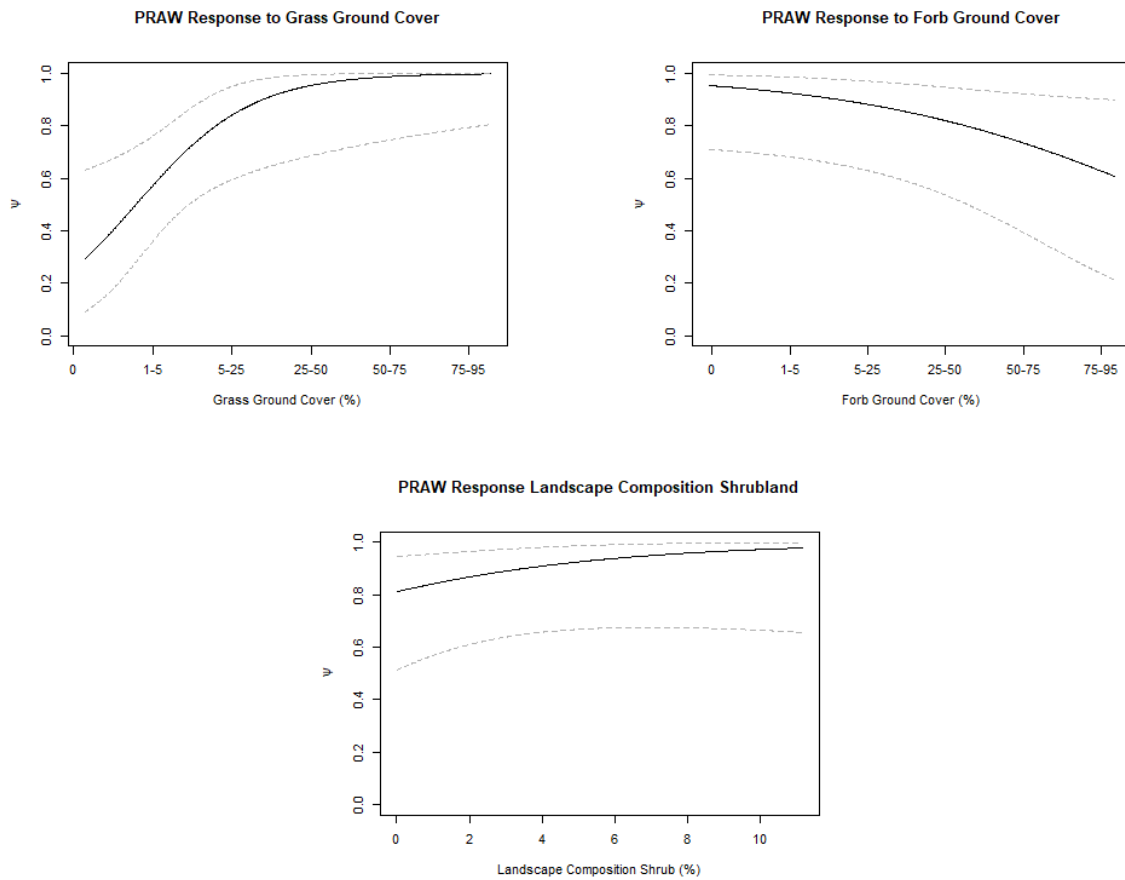 PRAW Response to Grass Ground Cover
ψ
0.0 0.2 0.4 0.6 0.8 1.0
0 1-5 5-25 25-50 50-75 75-95
Grass Ground Cover (%)
PRAW Response to Forb Ground Cover
ψ
0.0 0.2 0.4 0.6 0.8 1.0
0 1-5 5-25 25-50 50-75 75-95
Forb Ground Cover (%)
PRAW Response Landscape Composition Shrubland
ψ
0.0 0.2 0.4 0.6 0.8 1.0
0 2 4 6 8 10
Landscape Composition Shrub (%)